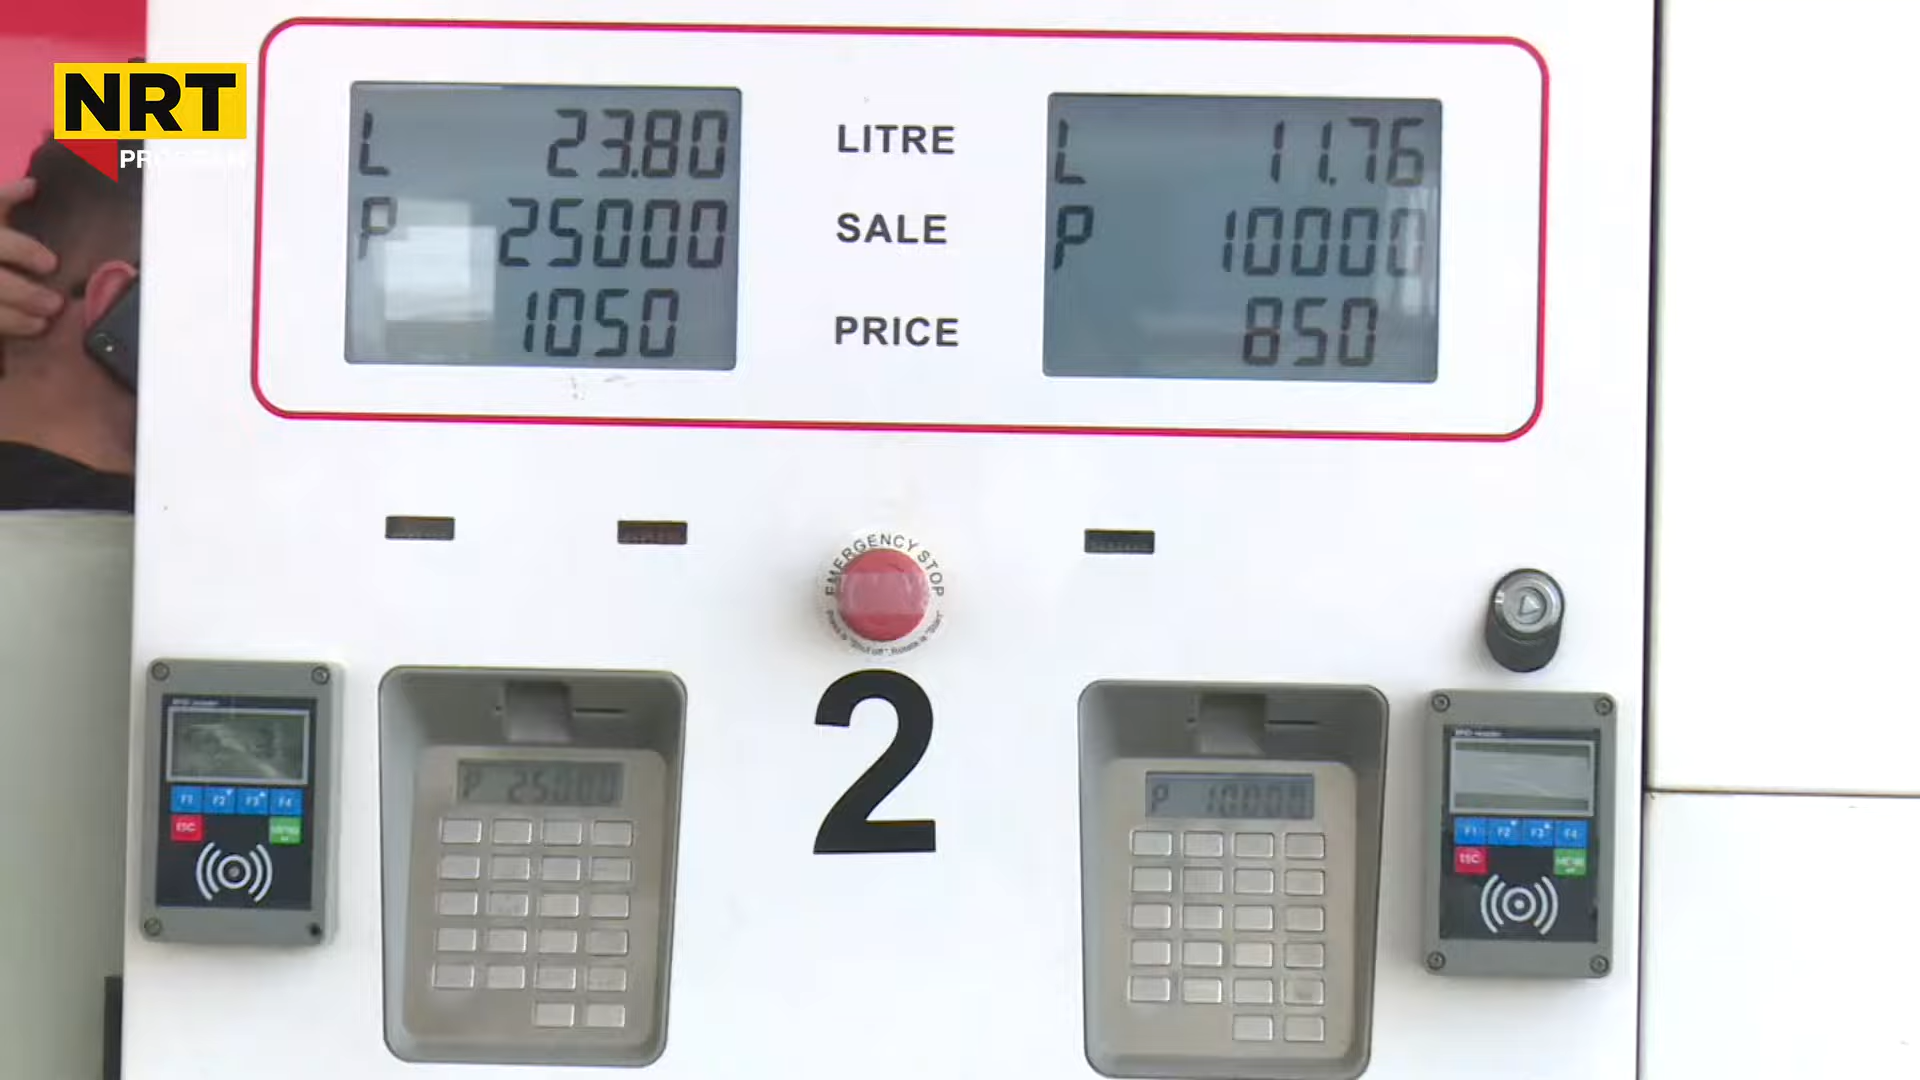 NRT
PROGRAM
L 23.80
P 25000
1050
LITRE
SALE
PRICE
L 11.76
P 10000
850
EMERGENCY STOP
2
P 25000
P 10000
F1 F2 F3 F4
ESC
F1 F2 F3 F4
ESC